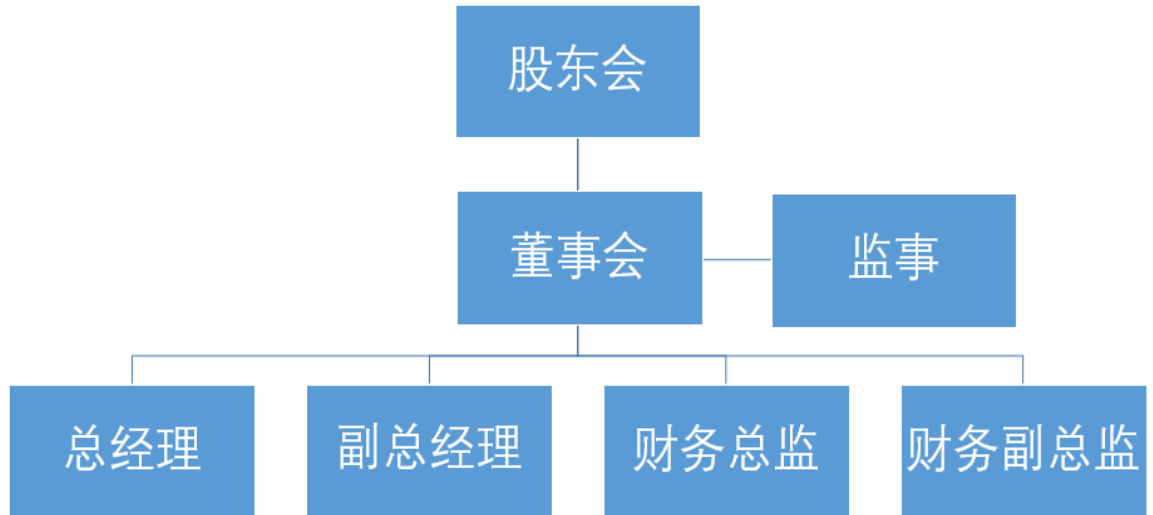 股东会
董事会
监事
总经理
副总经理
财务总监
财务副总监